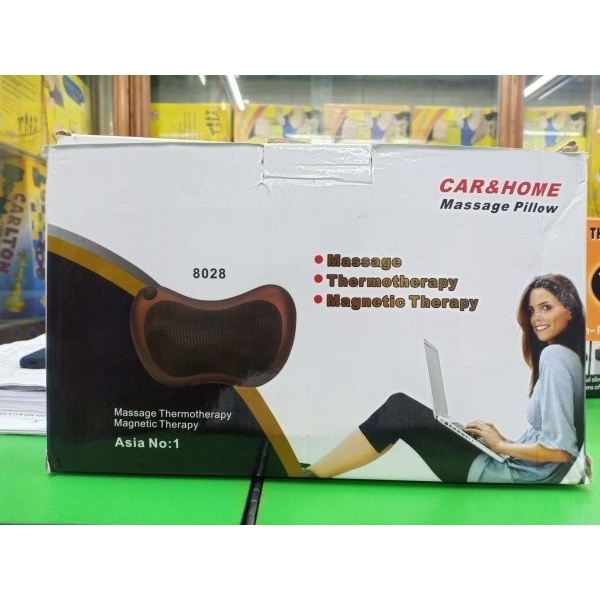 CAR&HOME
Massage Pillow
Massage
Thermotherapy
Magnetic Therapy
8028
Massage Thermotherapy
Magnetic Therapy
Asia No:1
CARLTON